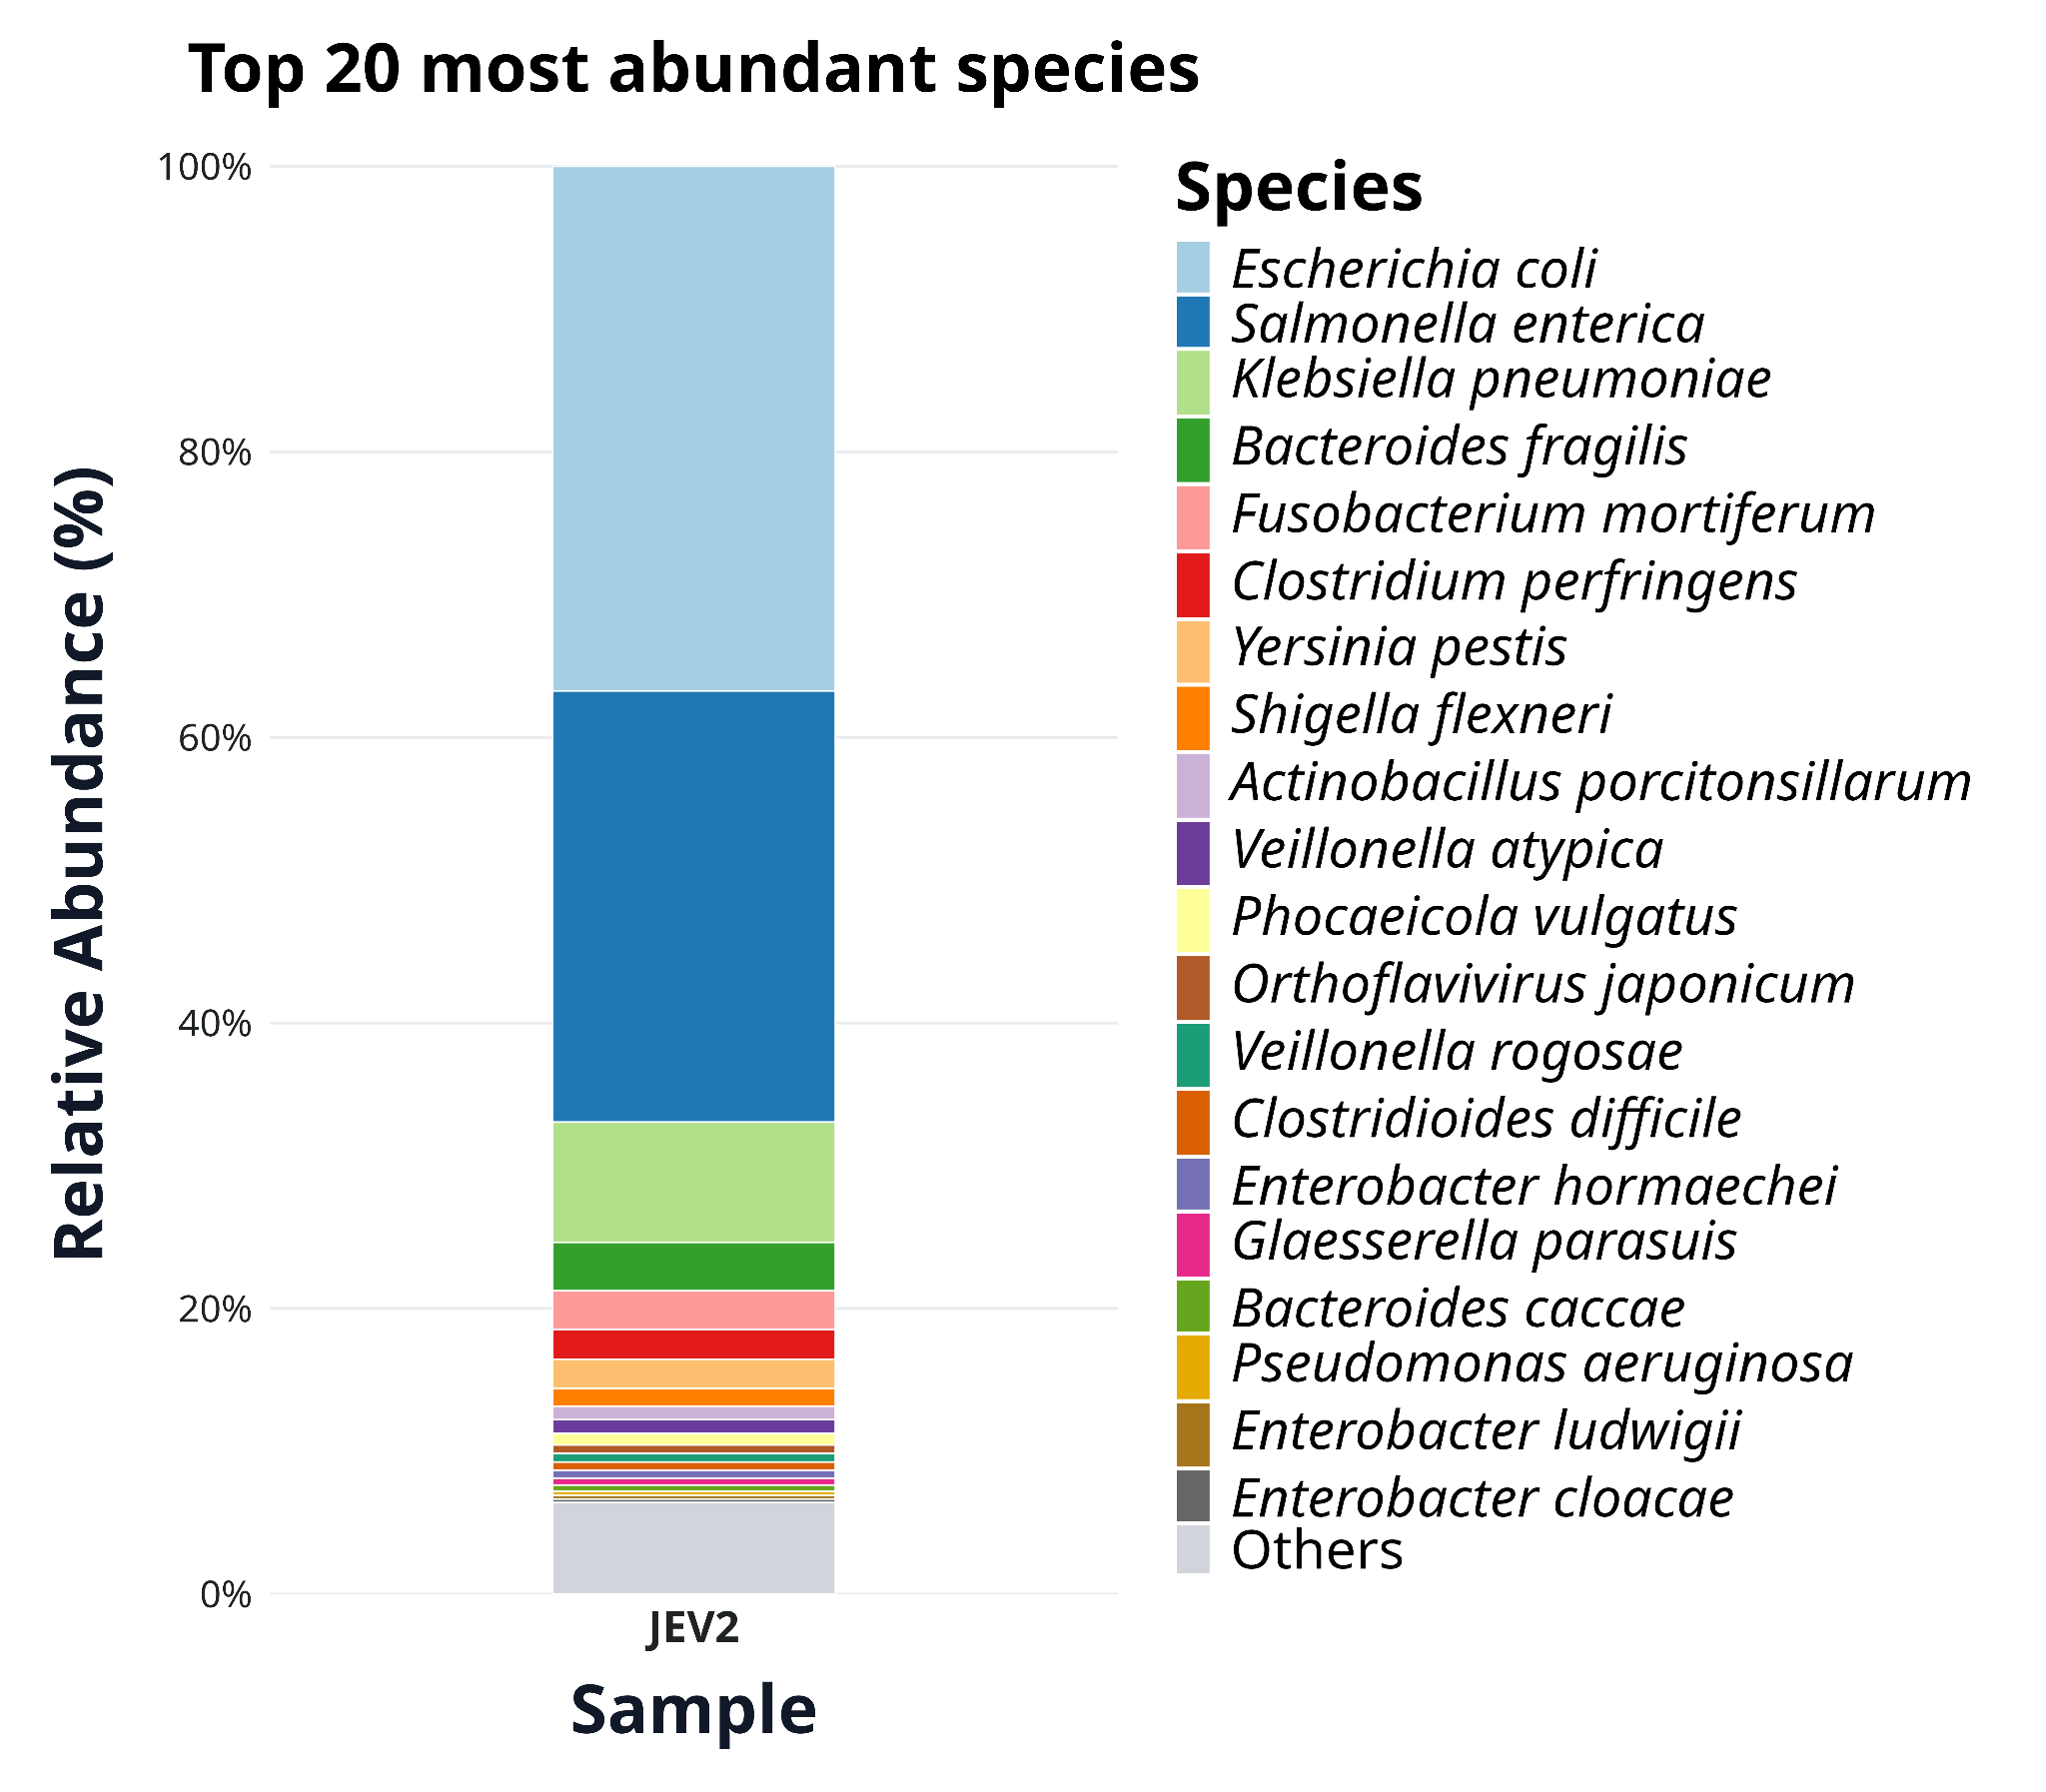 Top 20 most abundant species
Relative Abundance (%)
100%
80%
60%
40%
20%
0%
JEV2
Sample
Species
Escherichia coli
Salmonella enterica
Klebsiella pneumoniae
Bacteroides fragilis
Fusobacterium mortiferum
Clostridium perfringens
Yersinia pestis
Shigella flexneri
Actinobacillus porcitonsillarum
Veillonella atypica
Phocaeicola vulgatus
Orthoflavivirus japonicum
Veillonella rogosae
Clostridioides difficile
Enterobacter hormaechei
Glaesserella parasuis
Bacteroides caccae
Pseudomonas aeruginosa
Enterobacter ludwigii
Enterobacter cloacae
Others